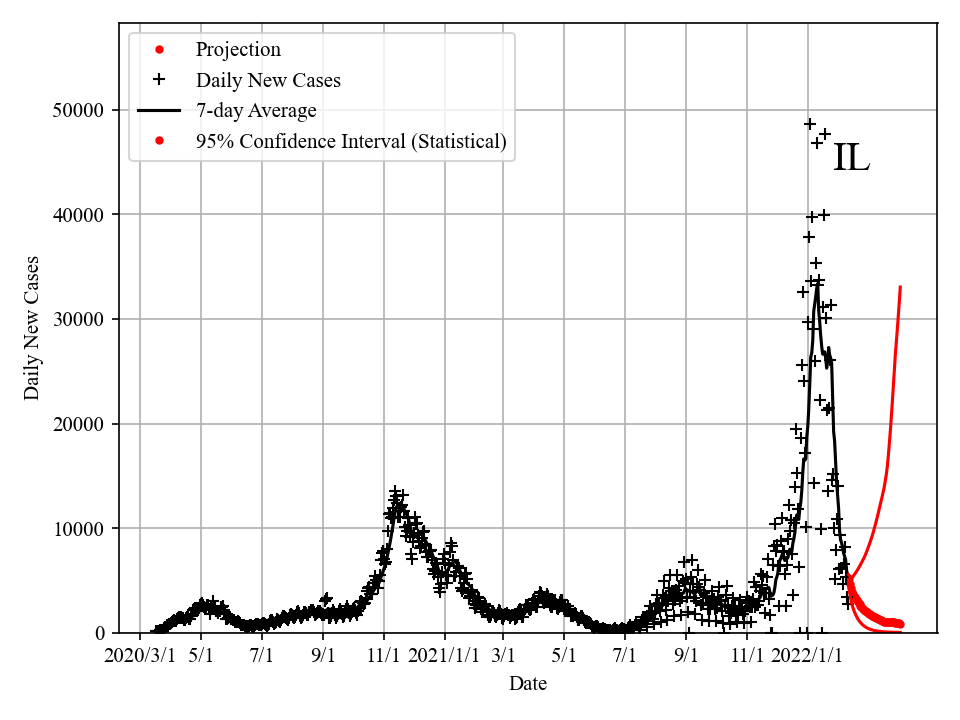 Projection
Daily New Cases
7-day Average
95% Confidence Interval (Statistical)
IL
Daily New Cases
50000
40000
30000
20000
10000
0
2020/3/1 5/1 7/1 9/1 11/1 2021/1/1 3/1 5/1 7/1 9/1 11/1 2022/1/1
Date